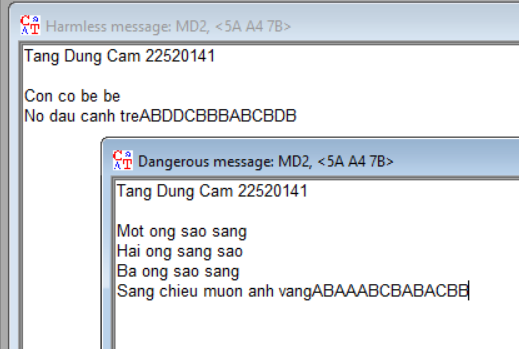 Harmless message: MD2, <5A A4 7B>
Tang Dung Cam 22520141
Con co be be
No dau canh treABDDCBBBABCBDB
Dangerous message: MD2, <5A A4 7B>
Tang Dung Cam 22520141
Mot ong sao sang
Hai ong sang sao
Ba ong sao sang
Sang chieu muon anh vangABAAABCBABACBB